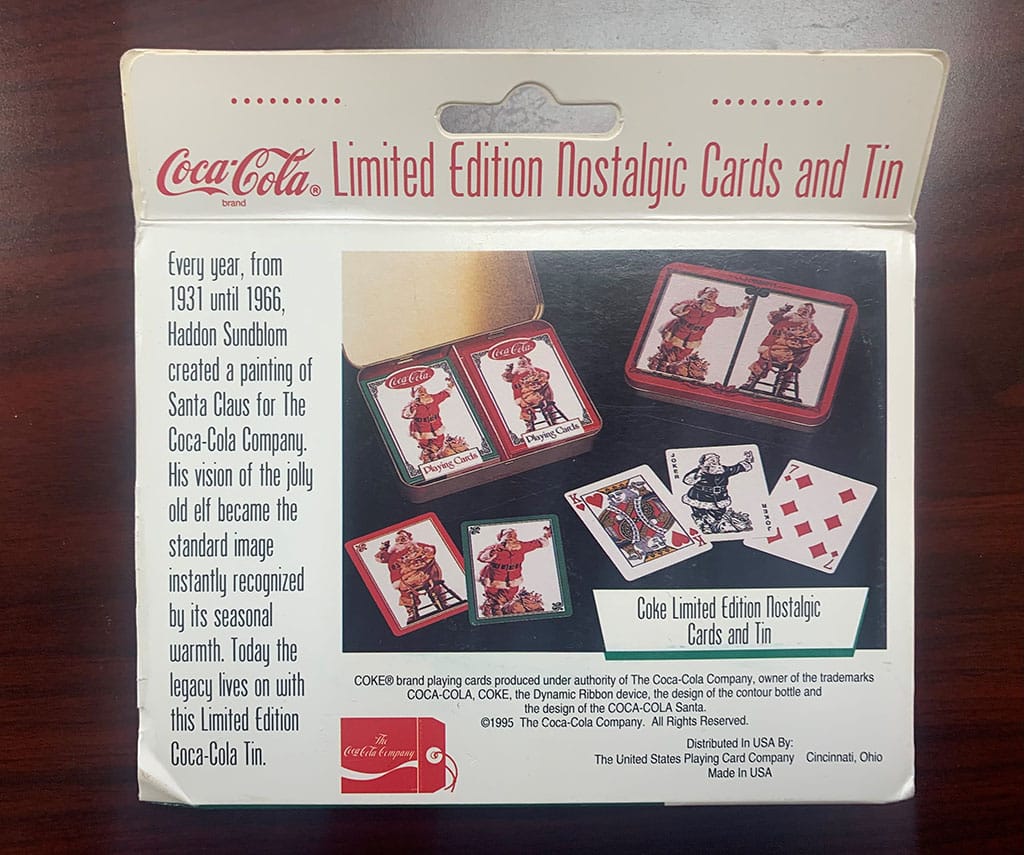 Coca-Cola®
brand
Limited Edition Nostalgic Cards and Tin
Every year, from
1931 until 1966,
Haddon Sundblom
created a painting of
Santa Claus for The
Coca-Cola Company.
His vision of the jolly
old elf became the
standard image
instantly recognized
by its seasonal
warmth. Today the
legacy lives on with
this Limited Edition
Coca-Cola Tin.
Coca-Cola
Playing Cards
Coca-Cola
Playing Cards
K
K
JOKER
JOKER
7
7
Coke Limited Edition Nostalgic
Cards and Tin
COKE® brand playing cards produced under authority of The Coca-Cola Company, owner of the trademarks
COCA-COLA, COKE, the Dynamic Ribbon device, the design of the contour bottle and
the design of the COCA-COLA Santa.
©1995 The Coca-Cola Company. All Rights Reserved.
The
Coca-Cola Company
Distributed In USA By:
The United States Playing Card Company Cincinnati, Ohio
Made In USA